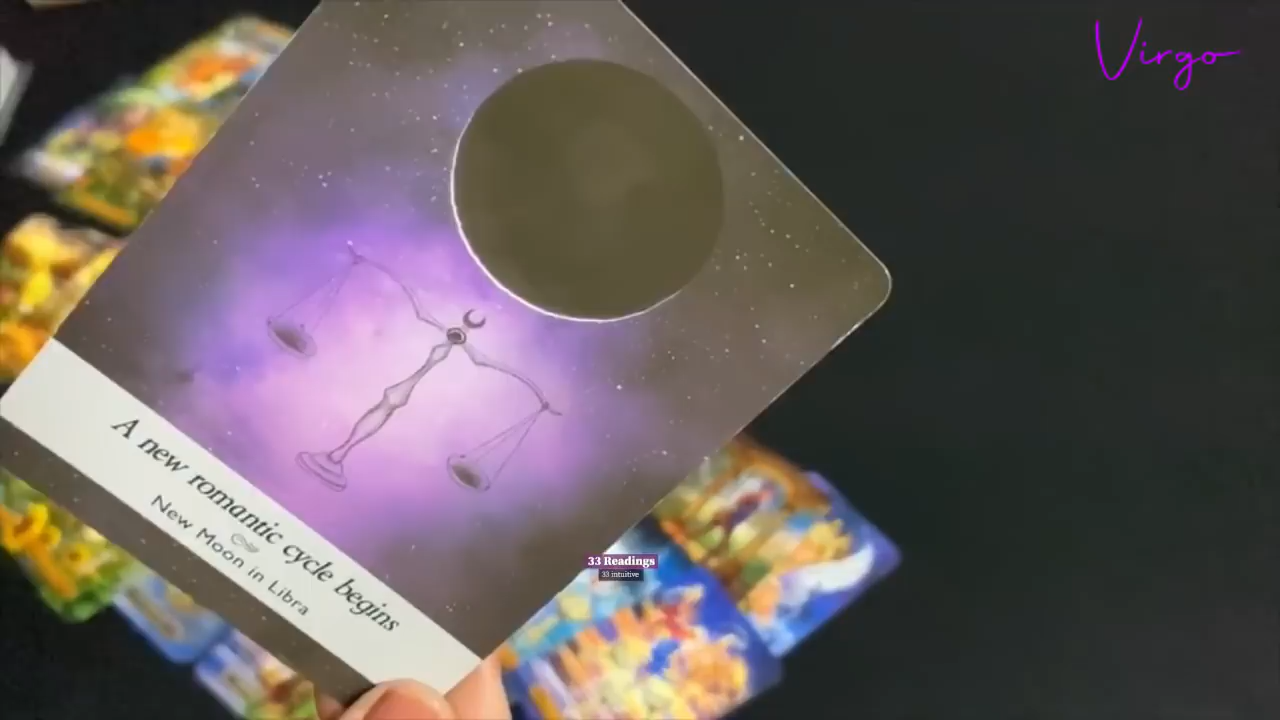 Virgo
A new romantic cycle begins
New Moon in Libra
33 Readings
33 intuitive